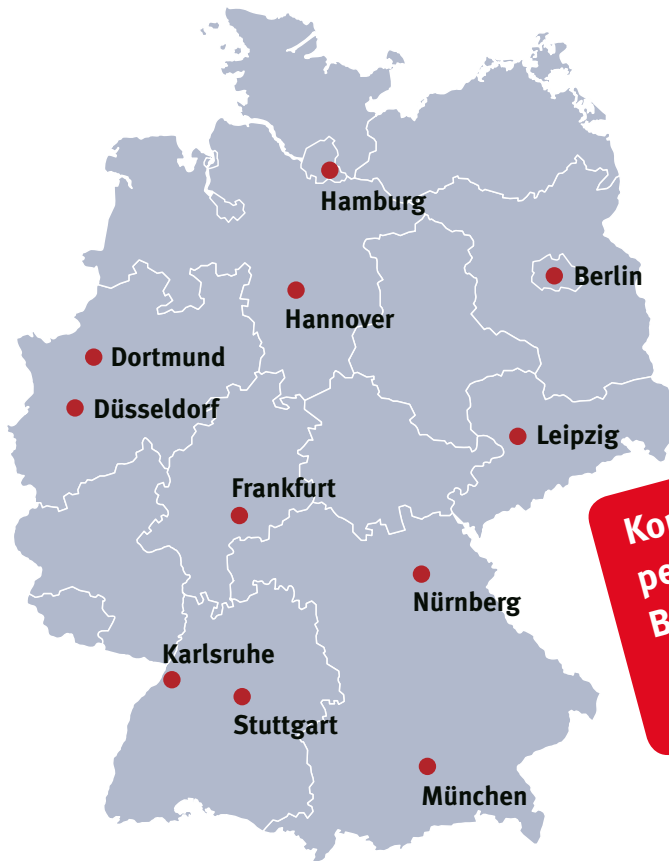 Hamburg
Berlin
Hannover
Dortmund
Düsseldorf
Leipzig
Frankfurt
Nürnberg
Karlsruhe
Stuttgart
München